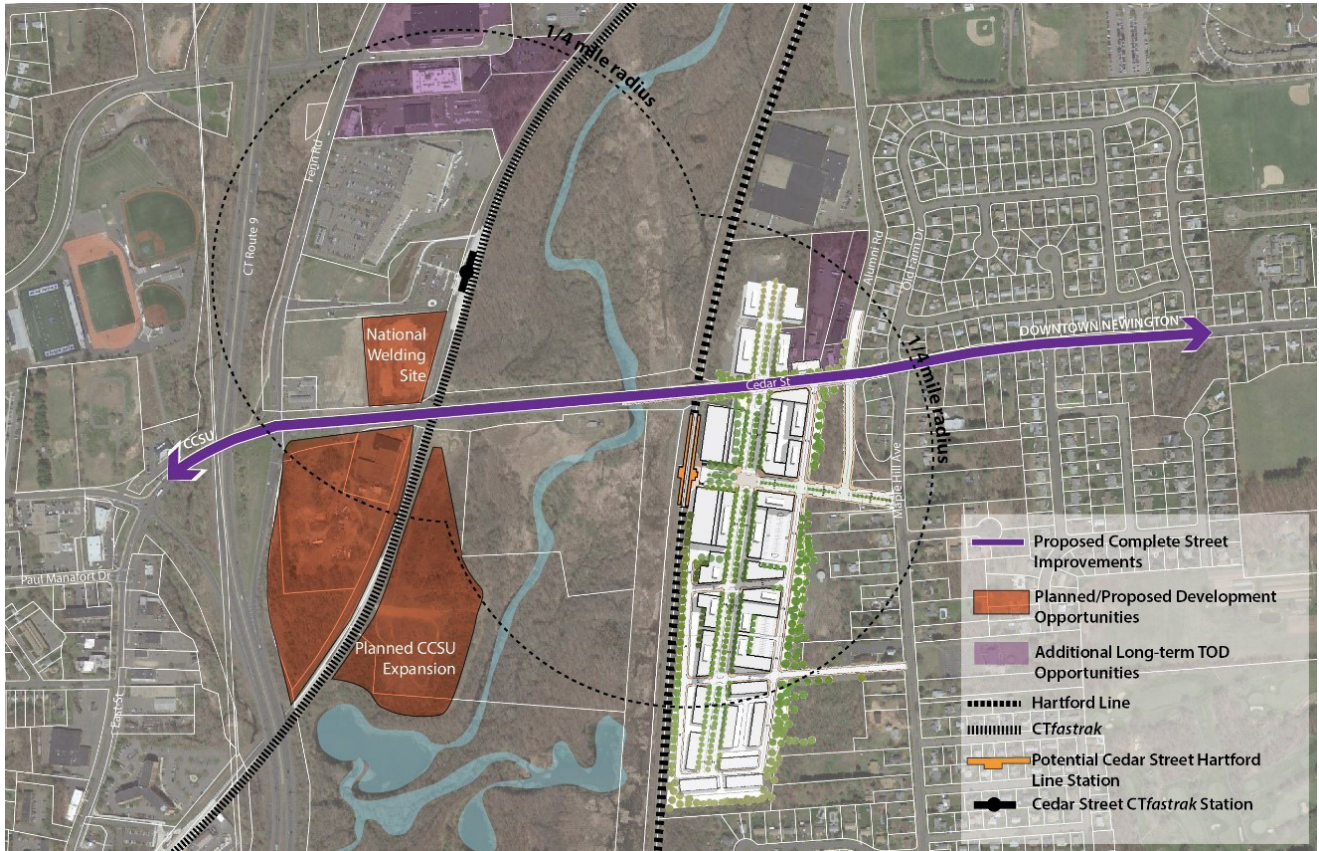 1/4 mile radius
Fenn Rd
CT Route 9
Alumni Rd
Old Farm Dr
National
Welding
Site
DOWNTOWN NEWINGTON
1/4 mile radius
Cedar St
CCSU
Maple Hill Ave
Paul Manafort Dr
Planned CCSU
Expansion
East St
Proposed Complete Street
Improvements
Planned/Proposed Development
Opportunities
Additional Long-term TOD
Opportunities
Hartford Line
CTfastrak
Potential Cedar Street Hartford
Line Station
Cedar Street CTfastrak Station